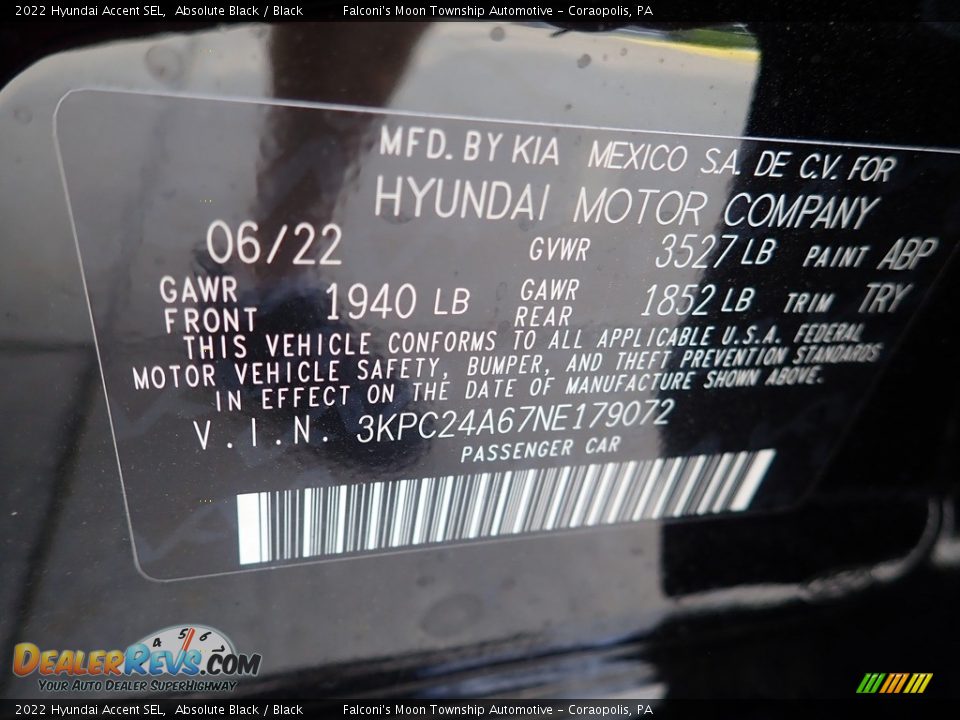 2022 Hyundai Accent SEL, Absolute Black / Black Falconi's Moon Township Automotive - Coraopolis, PA
MFD. BY KIA MEXICO S.A. DE C.V. FOR
HYUNDAI MOTOR COMPANY
06/22 GVWR 3527 LB PAINT ABP
GAWR FRONT 1940 LB GAWR REAR 1852 LB TRIM TRY
THIS VEHICLE CONFORMS TO ALL APPLICABLE U.S.A. FEDERAL
MOTOR VEHICLE SAFETY, BUMPER, AND THEFT PREVENTION STANDARDS
IN EFFECT ON THE DATE OF MANUFACTURE SHOWN ABOVE.
V.I.N. 3KPC24A67NE179072
PASSENGER CAR
4 5 6
DEALERREVS.COM
YOUR AUTO DEALER SUPERHIGHWAY
2022 Hyundai Accent SEL, Absolute Black / Black Falconi's Moon Township Automotive - Coraopolis, PA